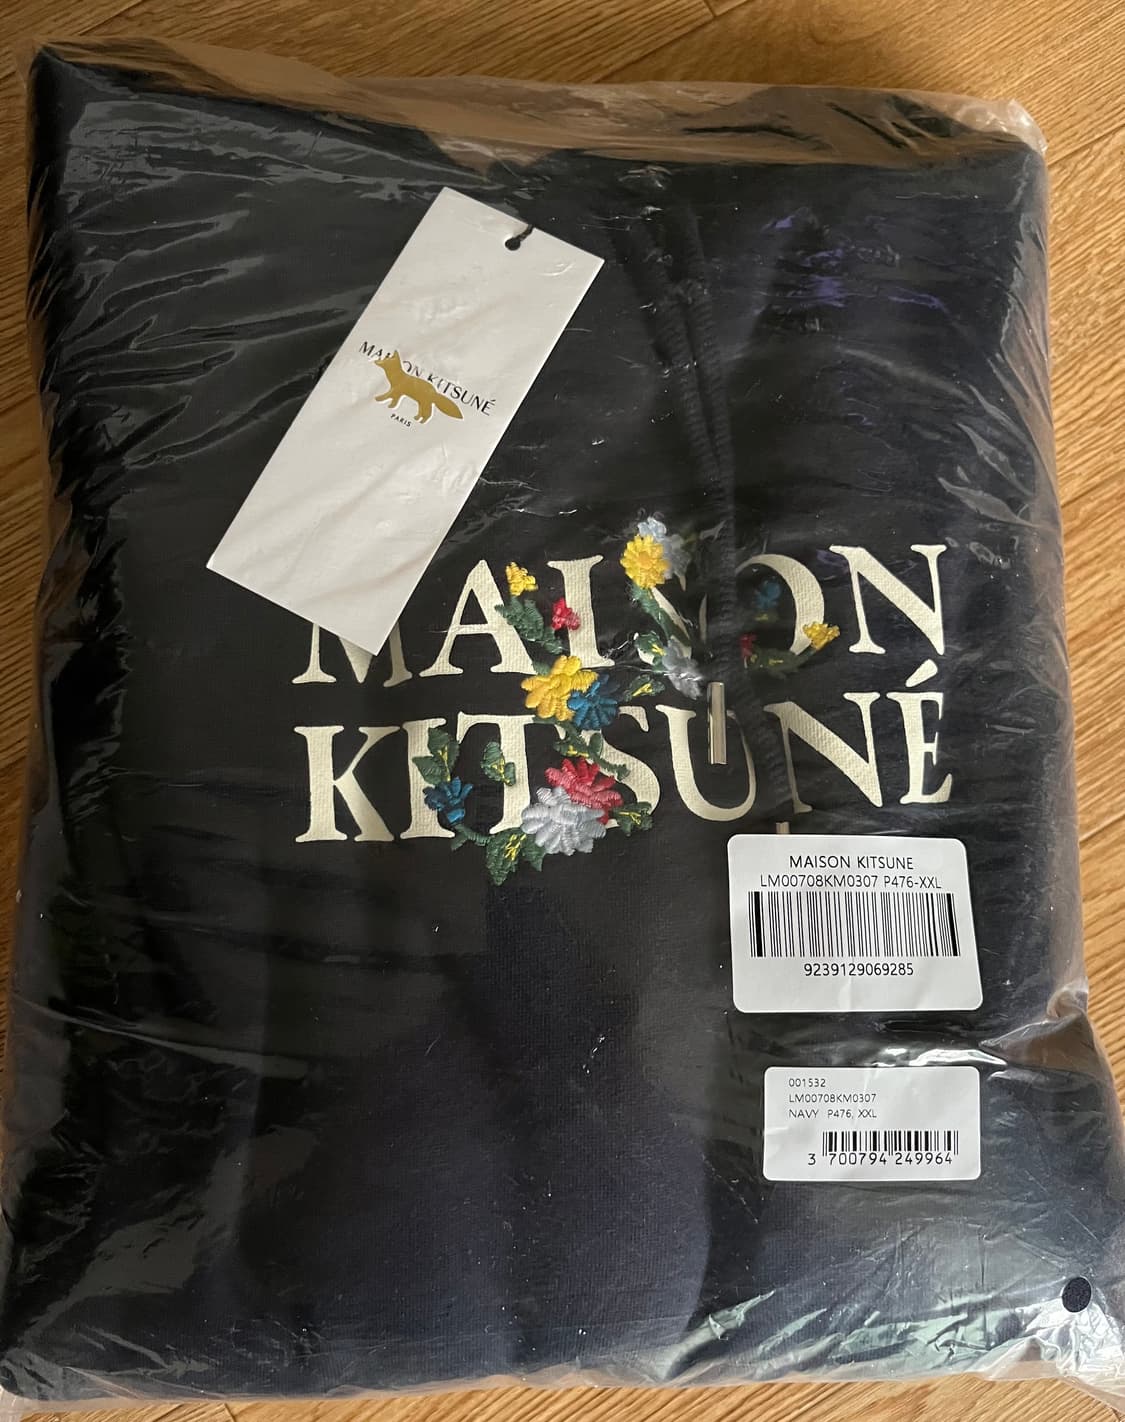 MAISON KITSUNÉ
PARIS
MAISON
KITSUNÉ
MAISON KITSUNE
LM00708KM0307 P476-XXL
9239129069285
001532
LM00708KM0307
NAVY P476, XXL
3 700794 249964